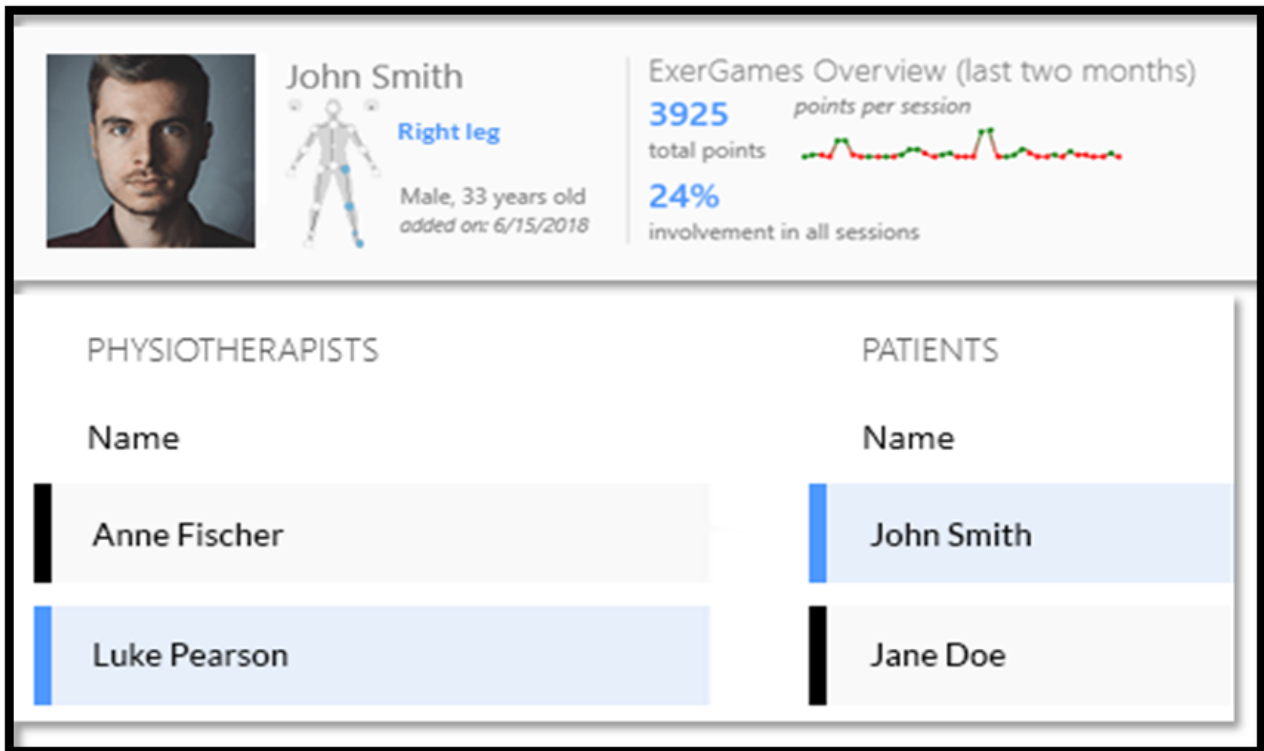 John Smith
Right leg
Male, 33 years old
added on: 6/15/2018
ExerGames Overview (last two months)
3925
points per session
total points
24%
involvement in all sessions
PHYSIOTHERAPISTS
Name
Anne Fischer
Luke Pearson
PATIENTS
Name
John Smith
Jane Doe